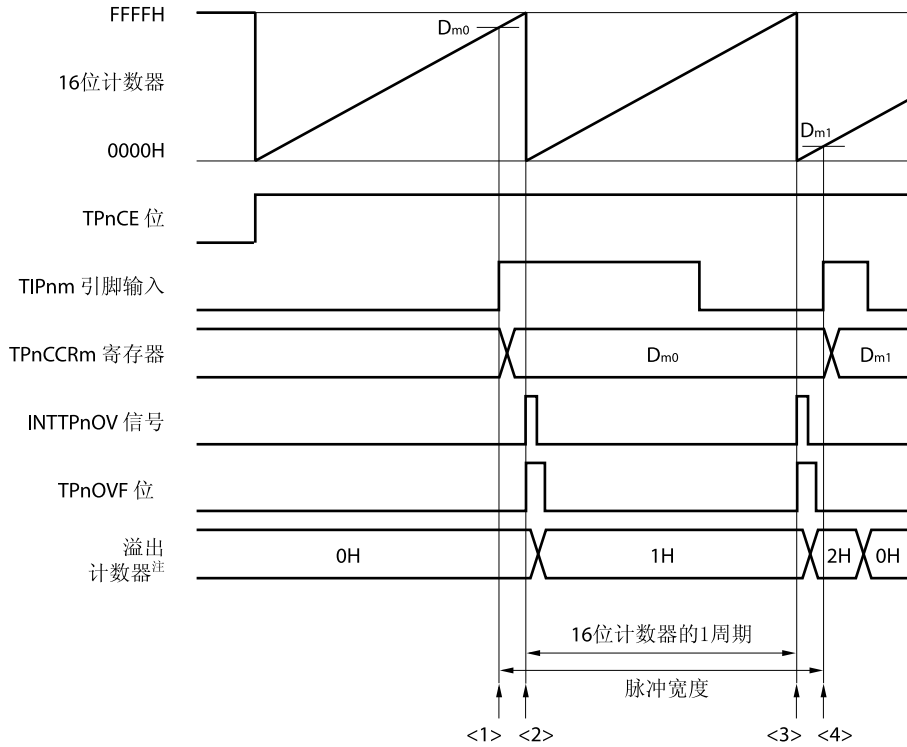 FFFFH
Dm0
16位计数器
Dm1
0000H
TPnCE 位
TIPnm 引脚输入
TPnCCRm 寄存器
Dm0
Dm1
INTTPnOV 信号
TPnOVF 位
溢出
计数器注
0H
1H
2H
0H
16位计数器的1周期
脉冲宽度
<1>
<2>
<3>
<4>